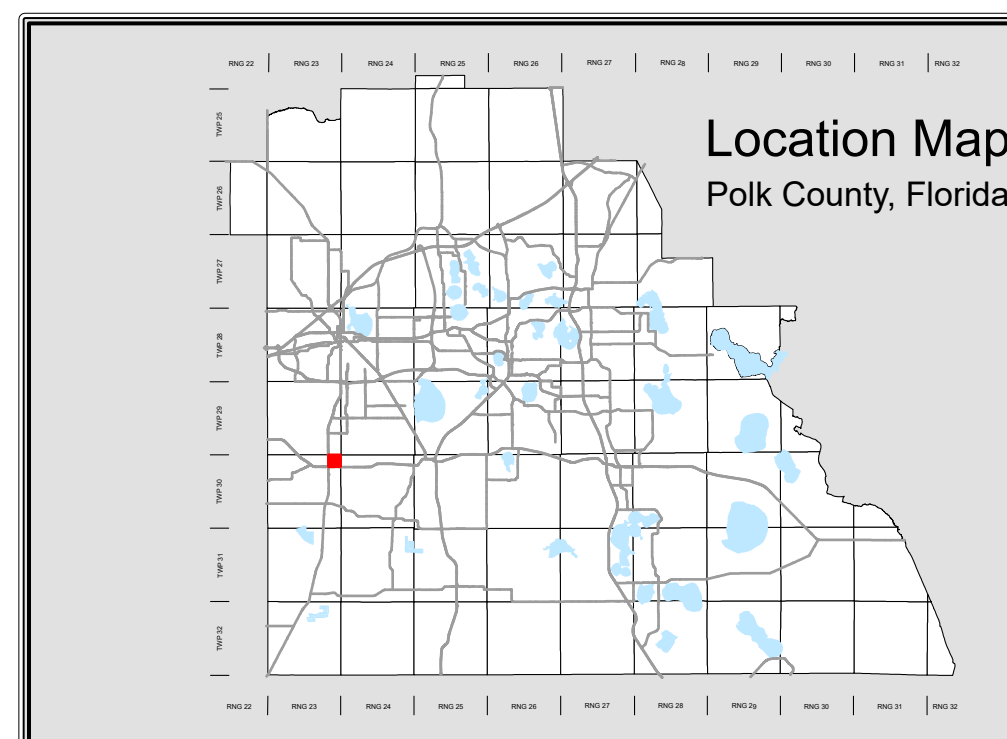 RNG 22 RNG 23 RNG 24 RNG 25 RNG 26 RNG 27 RNG 28 RNG 29 RNG 30 RNG 31 RNG 32
Location Map
Polk County, Florida
TWP 25
TWP 26
TWP 27
TWP 28
TWP 29
TWP 30
TWP 31
TWP 32
RNG 22 RNG 23 RNG 24 RNG 25 RNG 26 RNG 27 RNG 28 RNG 29 RNG 30 RNG 31 RNG 32